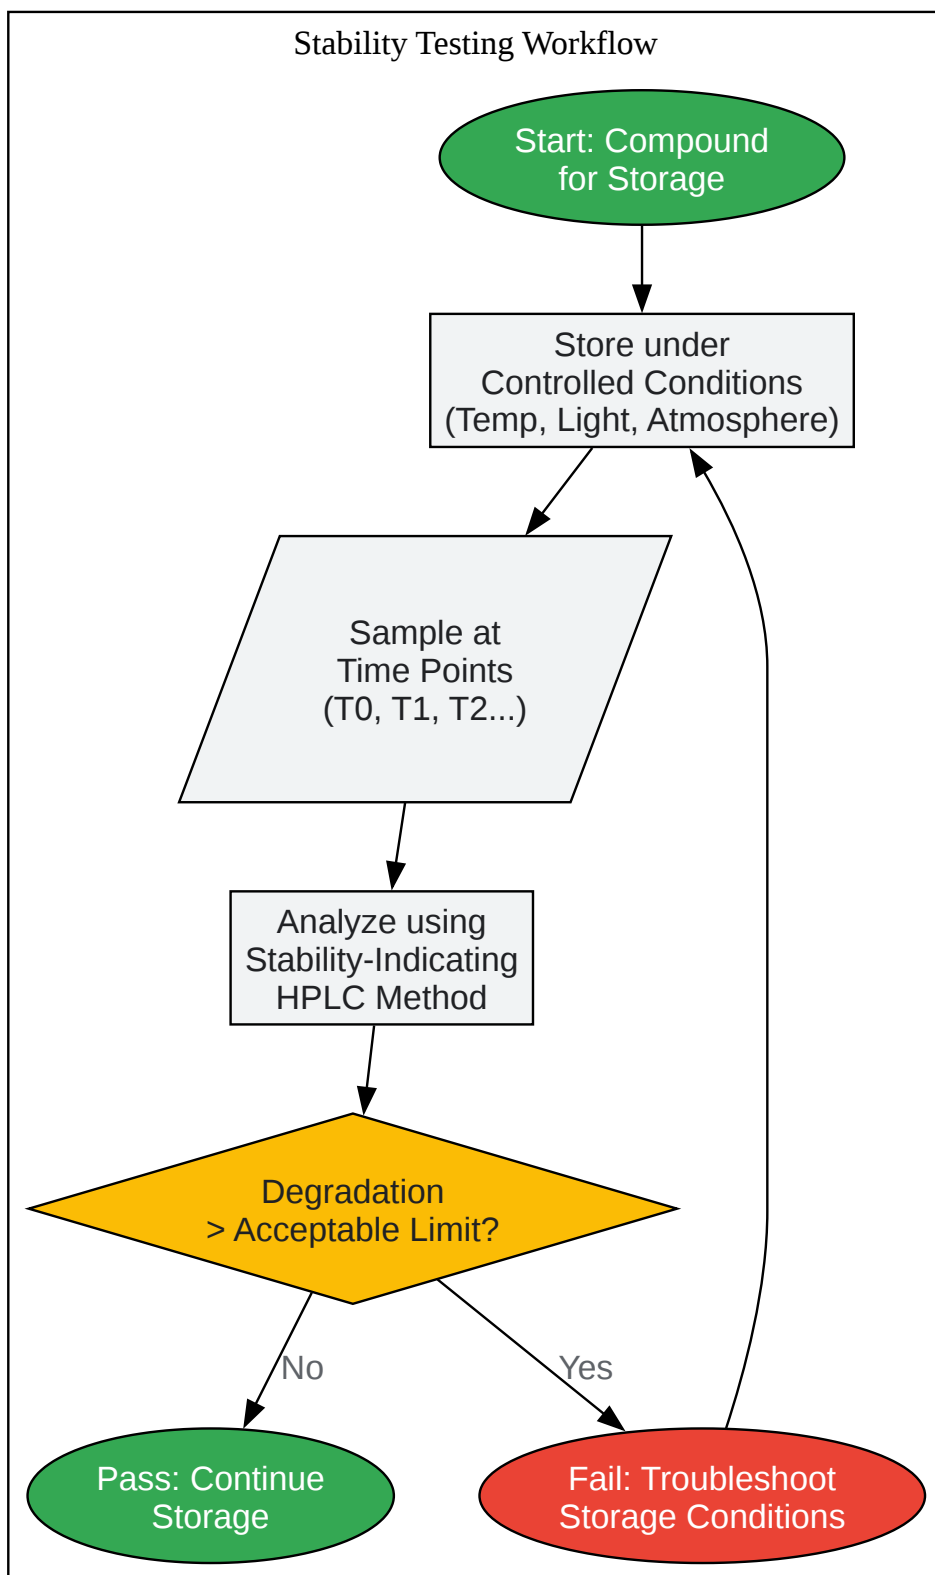 Stability Testing Workflow
Start: Compound
for Storage
Store under
Controlled Conditions
(Temp, Light, Atmosphere)
Sample at
Time Points
(T0, T1, T2...)
Analyze using
Stability-Indicating
HPLC Method
Degradation
> Acceptable Limit?
No
Yes
Pass: Continue
Storage
Fail: Troubleshoot
Storage Conditions